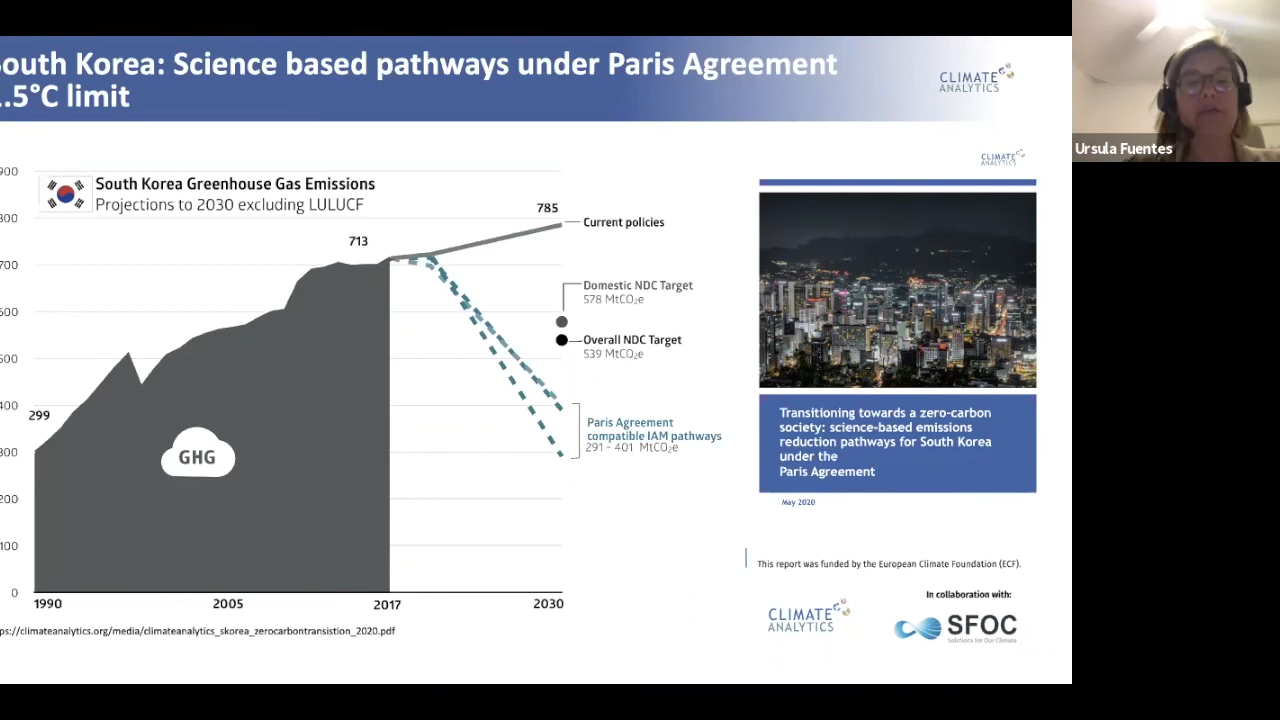 South Korea: Science based pathways under Paris Agreement
1.5°C limit
CLIMATE
ANALYTICS
Ursula Fuentes
CLIMATE
ANALYTICS
900
800
700
600
500
400
300
200
100
0
South Korea Greenhouse Gas Emissions
Projections to 2030 excluding LULUCF
299
713
785
Current policies
Domestic NDC Target
578 MtCO₂e
Overall NDC Target
539 MtCO₂e
Paris Agreement
compatible IAM pathways
291 - 401 MtCO₂e
GHG
1990
2005
2017
2030
ps://climateanalytics.org/media/climateanalytics_skorea_zerocarbontransistion_2020.pdf
Transitioning towards a zero-carbon
society: science-based emissions
reduction pathways for South Korea
under the
Paris Agreement
May 2020
This report was funded by the European Climate Foundation (ECF).
In collaboration with:
CLIMATE
ANALYTICS
SFOC
Solutions for Our Climate